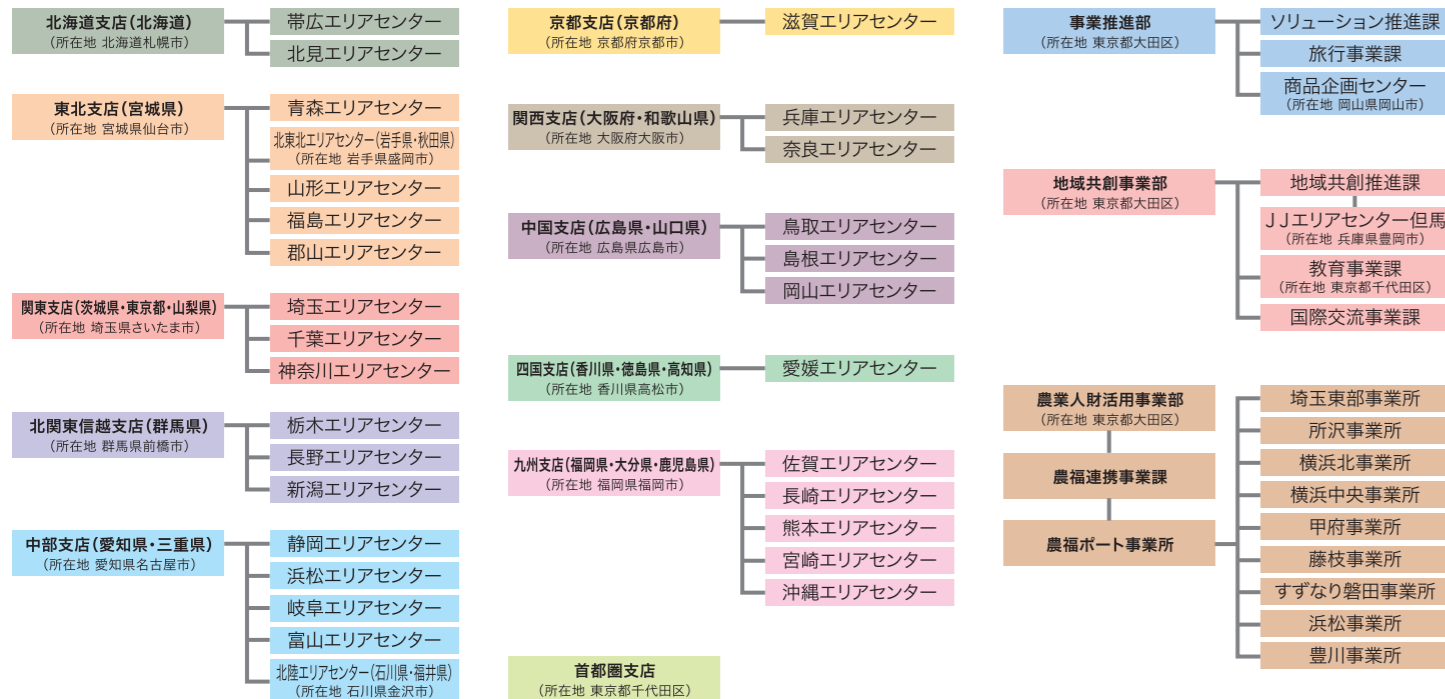 北海道支店(北海道)
(所在地 北海道札幌市)
帯広エリアセンター
北見エリアセンター
東北支店(宮城県)
(所在地 宮城県仙台市)
青森エリアセンター
北東北エリアセンター(岩手県・秋田県)
(所在地 岩手県盛岡市)
山形エリアセンター
福島エリアセンター
郡山エリアセンター
関東支店(茨城県・東京都・山梨県)
(所在地 埼玉県さいたま市)
埼玉エリアセンター
千葉エリアセンター
神奈川エリアセンター
北関東信越支店(群馬県)
(所在地 群馬県前橋市)
栃木エリアセンター
長野エリアセンター
新潟エリアセンター
中部支店(愛知県・三重県)
(所在地 愛知県名古屋市)
静岡エリアセンター
浜松エリアセンター
岐阜エリアセンター
富山エリアセンター
北陸エリアセンター(石川県・福井県)
(所在地 石川県金沢市)
京都支店(京都府)
(所在地 京都府京都市)
滋賀エリアセンター
関西支店(大阪府・和歌山県)
(所在地 大阪府大阪市)
兵庫エリアセンター
奈良エリアセンター
中国支店(広島県・山口県)
(所在地 広島県広島市)
鳥取エリアセンター
島根エリアセンター
岡山エリアセンター
四国支店(香川県・徳島県・高知県)
(所在地 香川県高松市)
愛媛エリアセンター
九州支店(福岡県・大分県・鹿児島県)
(所在地 福岡県福岡市)
佐賀エリアセンター
長崎エリアセンター
熊本エリアセンター
宮崎エリアセンター
沖縄エリアセンター
首都圏支店
(所在地 東京都千代田区)
事業推進部
(所在地 東京都大田区)
ソリューション推進課
旅行事業課
商品企画センター
(所在地 岡山県岡山市)
地域共創事業部
(所在地 東京都大田区)
地域共創推進課
JJエリアセンター但馬
(所在地 兵庫県豊岡市)
教育事業課
(所在地 東京都千代田区)
国際交流事業課
農業人財活用事業部
(所在地 東京都大田区)
農福連携事業課
農福ポート事業所
埼玉東部事業所
所沢事業所
横浜北事業所
横浜中央事業所
甲府事業所
藤枝事業所
すずなり磐田事業所
浜松事業所
豊川事業所